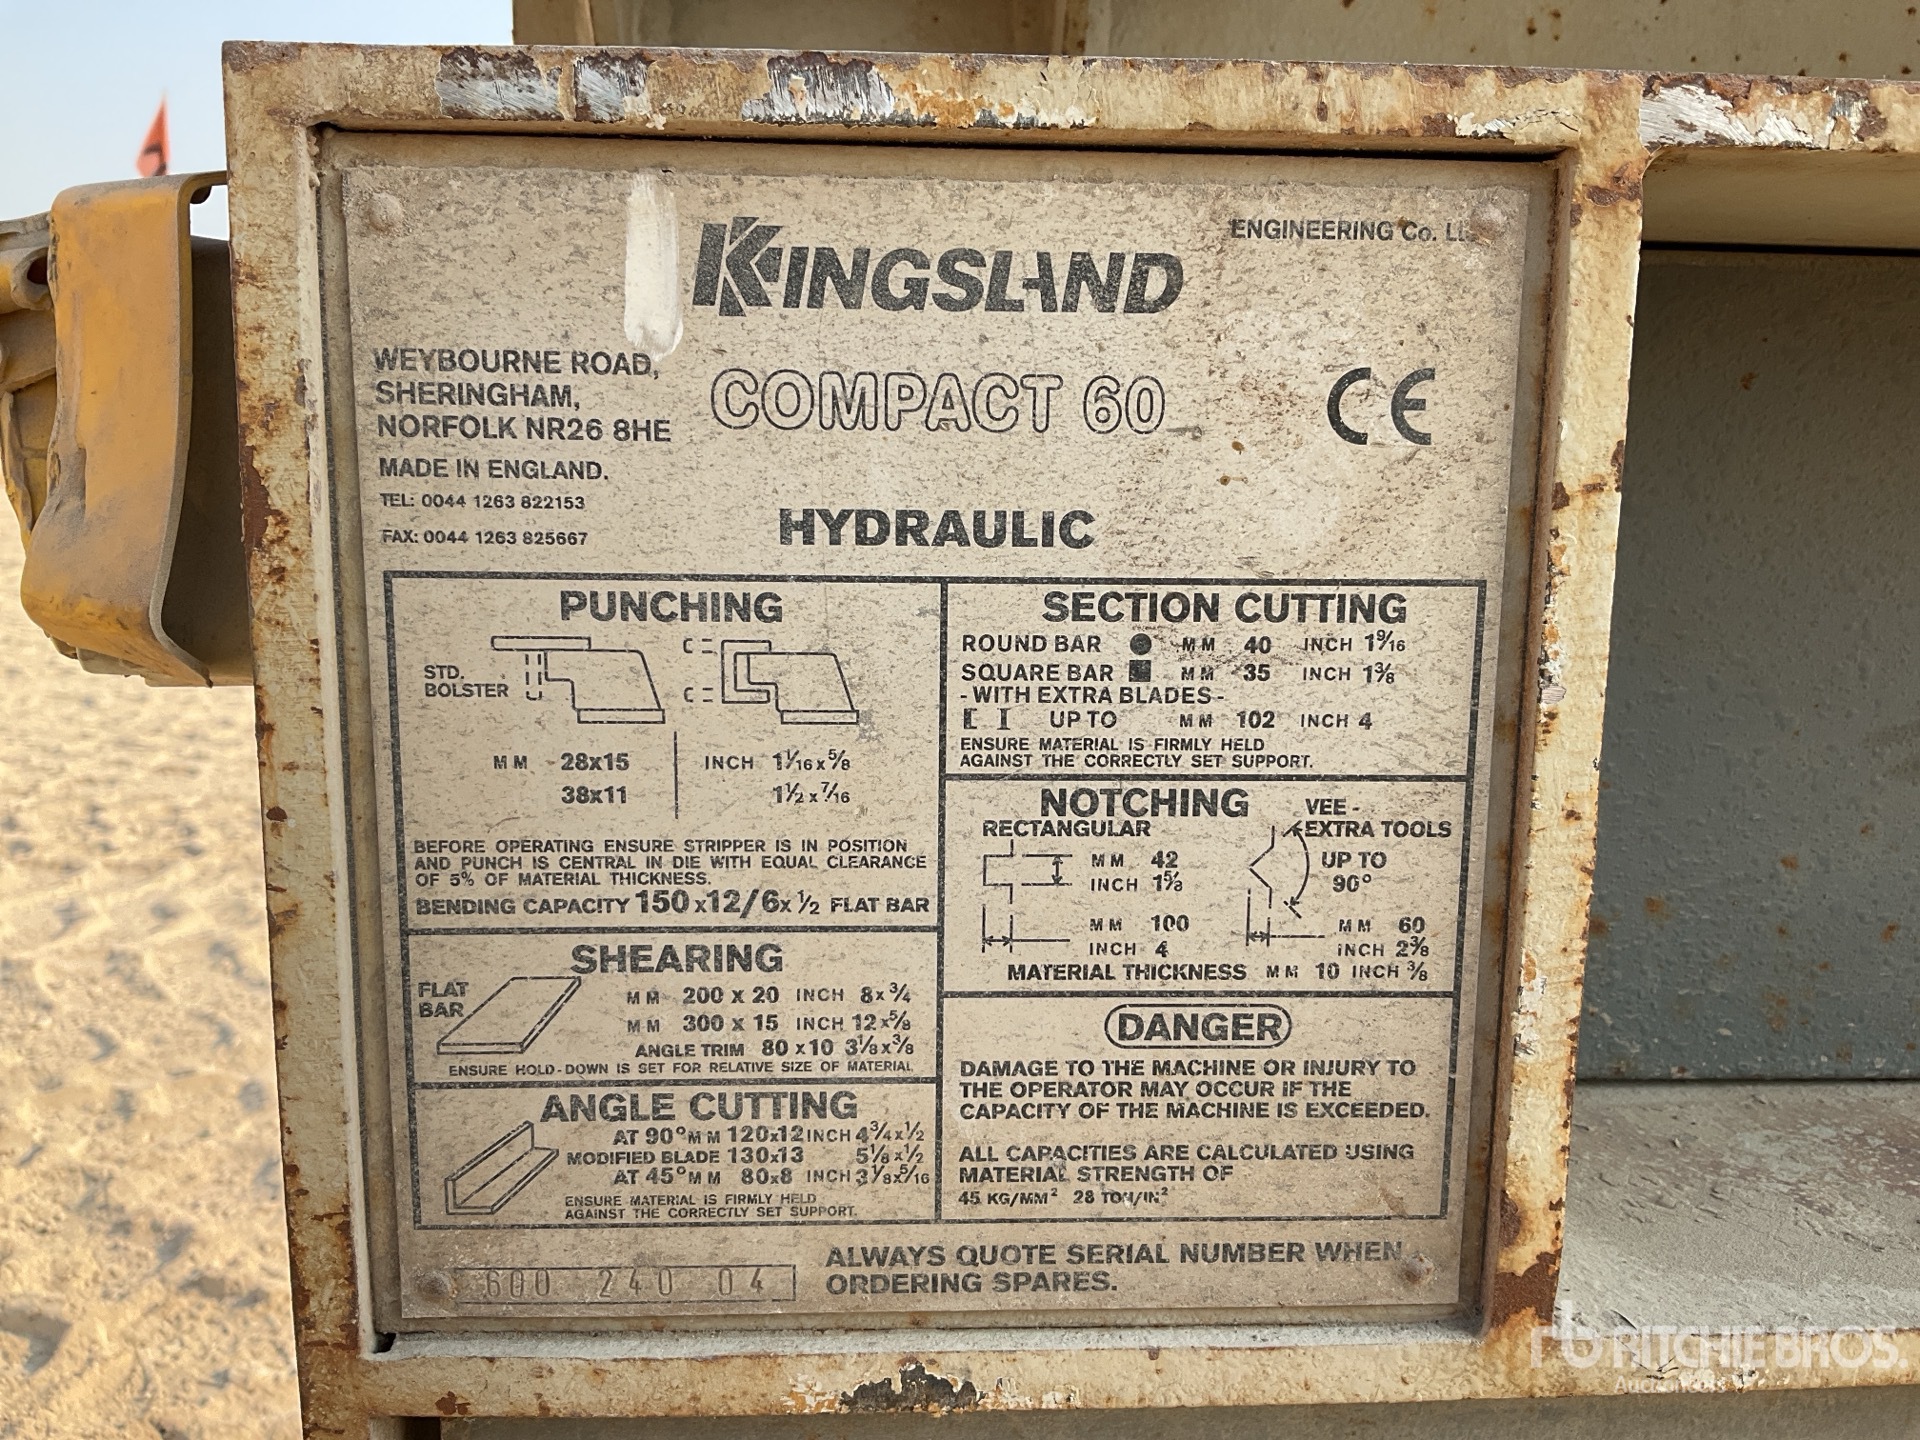 KINGSLAND
ENGINEERING Co.
WEYBOURNE ROAD,
SHERINGHAM,
NORFOLK NR26 8HE
MADE IN ENGLAND.
TEL: 0044 1263 822153
FAX: 0044 1263 825667
COMPACT 60
CE
HYDRAULIC
PUNCHING
STD.
BOLSTER
MM 28x15 INCH 1 1/16 x 5/8
38x11 1 1/2 x 7/16
BEFORE OPERATING ENSURE STRIPPER IS IN POSITION
AND PUNCH IS CENTRAL IN DIE WITH EQUAL CLEARANCE
OF 5% OF MATERIAL THICKNESS.
BENDING CAPACITY 150x12/6x 1/2 FLAT BAR
SHEARING
FLAT
BAR
MM 200 x 20 INCH 8x 3/4
MM 300 x 15 INCH 12x 5/8
ANGLE TRIM 80 x 10 3 1/8 x 3/8
ENSURE HOLD-DOWN IS SET FOR RELATIVE SIZE OF MATERIAL
ANGLE CUTTING
AT 90° MM 120x12 INCH 4 3/4 x 1/2
MODIFIED BLADE 130x13 5 1/8 x 1/2
AT 45° MM 80x8 INCH 3 1/8 x 5/16
ENSURE MATERIAL IS FIRMLY HELD
AGAINST THE CORRECTLY SET SUPPORT.
SECTION CUTTING
ROUND BAR ● MM 40 INCH 1 9/16
SQUARE BAR ■ MM 35 INCH 1 3/8
- WITH EXTRA BLADES -
[ I UP TO MM 102 INCH 4
ENSURE MATERIAL IS FIRMLY HELD
AGAINST THE CORRECTLY SET SUPPORT.
NOTCHING
RECTANGULAR
MM 42
INCH 1 5/8
MM 100
INCH 4
VEE -
EXTRA TOOLS
UP TO
90°
MM 60
INCH 2 3/8
MATERIAL THICKNESS MM 10 INCH 3/8
DANGER
DAMAGE TO THE MACHINE OR INJURY TO
THE OPERATOR MAY OCCUR IF THE
CAPACITY OF THE MACHINE IS EXCEEDED.
ALL CAPACITIES ARE CALCULATED USING
MATERIAL STRENGTH OF
45 KG/MM² 28 TON/IN²
600 240 04
ALWAYS QUOTE SERIAL NUMBER WHEN
ORDERING SPARES.
rb RITCHIE BROS.
Auctioneers